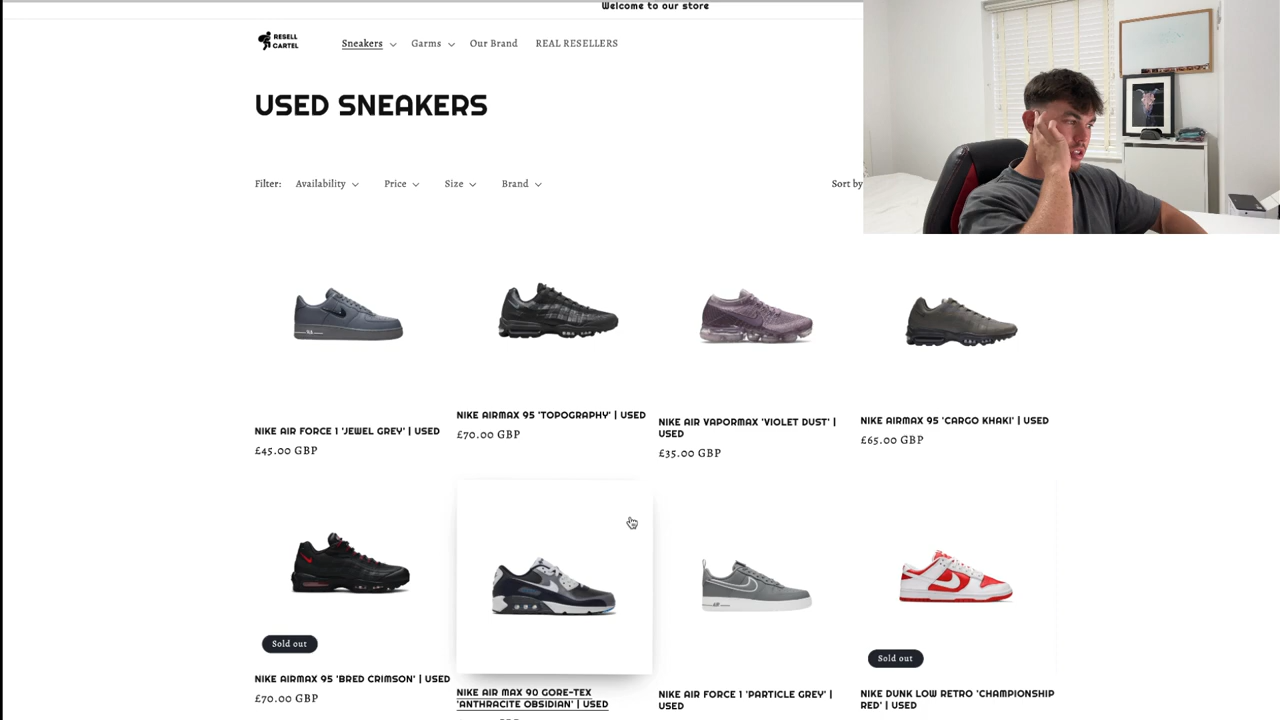 Welcome to our store
RESELL
CARTEL
Sneakers
Garms
Our Brand
REAL RESELLERS
USED SNEAKERS
Filter:
Availability
Price
Size
Brand
Sort by
NIKE AIR FORCE 1 'JEWEL GREY' | USED
£45.00 GBP
NIKE AIRMAX 95 'TOPOGRAPHY' | USED
£70.00 GBP
NIKE AIR VAPORMAX 'VIOLET DUST' |
USED
£35.00 GBP
NIKE AIRMAX 95 'CARGO KHAKI' | USED
£65.00 GBP
Sold out
NIKE AIRMAX 95 'BRED CRIMSON' | USED
£70.00 GBP
NIKE AIR MAX 90 GORE-TEX
'ANTHRACITE OBSIDIAN' | USED
NIKE AIR FORCE 1 'PARTICLE GREY' |
USED
Sold out
NIKE DUNK LOW RETRO 'CHAMPIONSHIP
RED' | USED